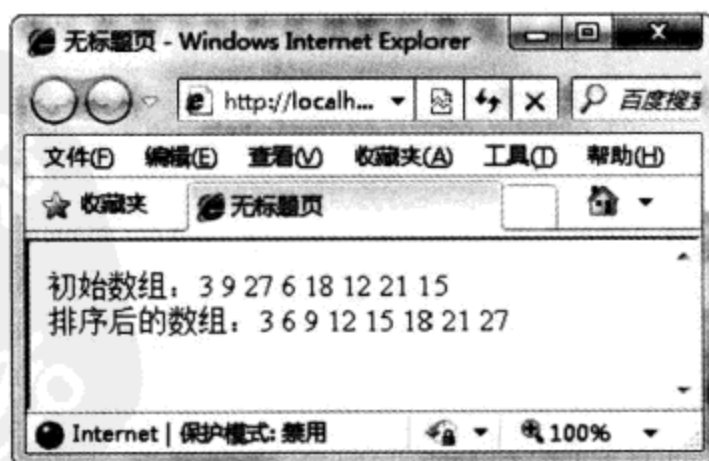 无标题页 - Windows Internet Explorer
http://localh... 百度搜索
文件(F) 编辑(E) 查看(V) 收藏夹(A) 工具(T) 帮助(H)
收藏夹 无标题页
初始数组：3 9 27 6 18 12 21 15
排序后的数组：3 6 9 12 15 18 21 27
Internet | 保护模式: 禁用 100%